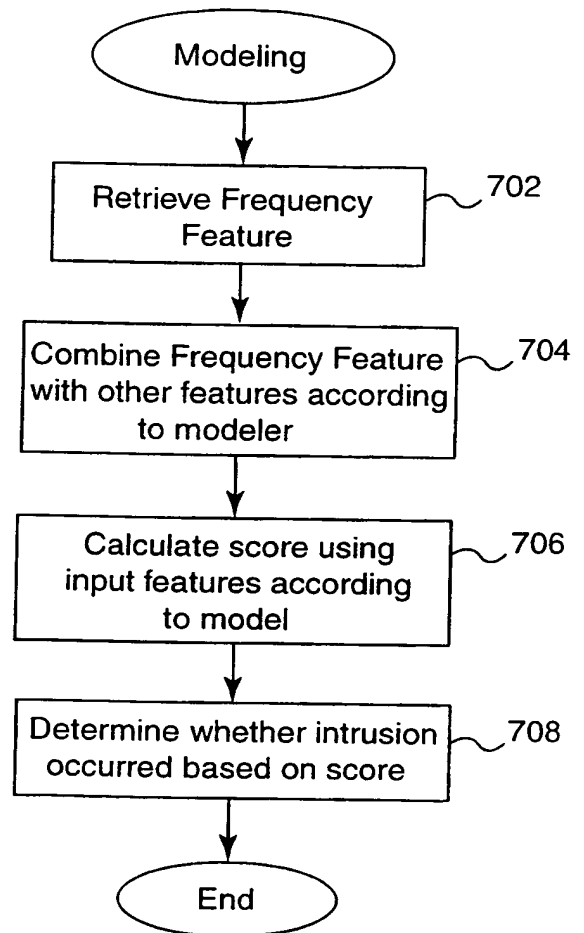 Modeling
Retrieve Frequency
Feature
702
Combine Frequency Feature
with other features according
to modeler
704
Calculate score using
input features according
to model
706
Determine whether intrusion
occurred based on score
708
End